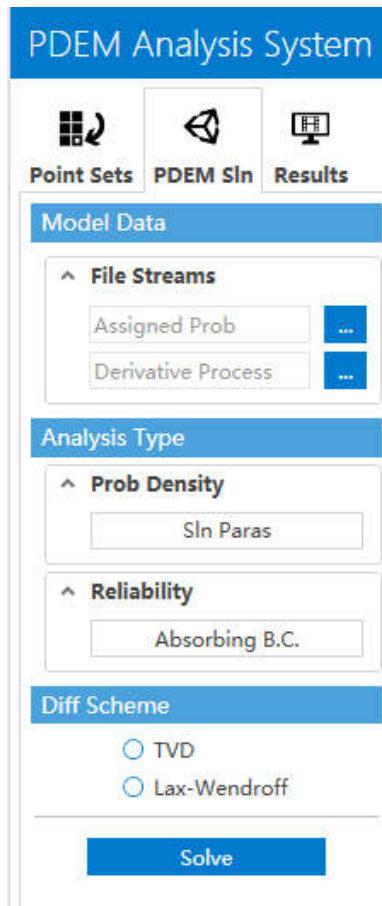 PDEM Analysis System
Point Sets PDEM Sln Results
Model Data
File Streams
Assigned Prob ...
Derivative Process ...
Analysis Type
Prob Density
Sln Paras
Reliability
Absorbing B.C.
Diff Scheme
TVD
Lax-Wendroff
Solve